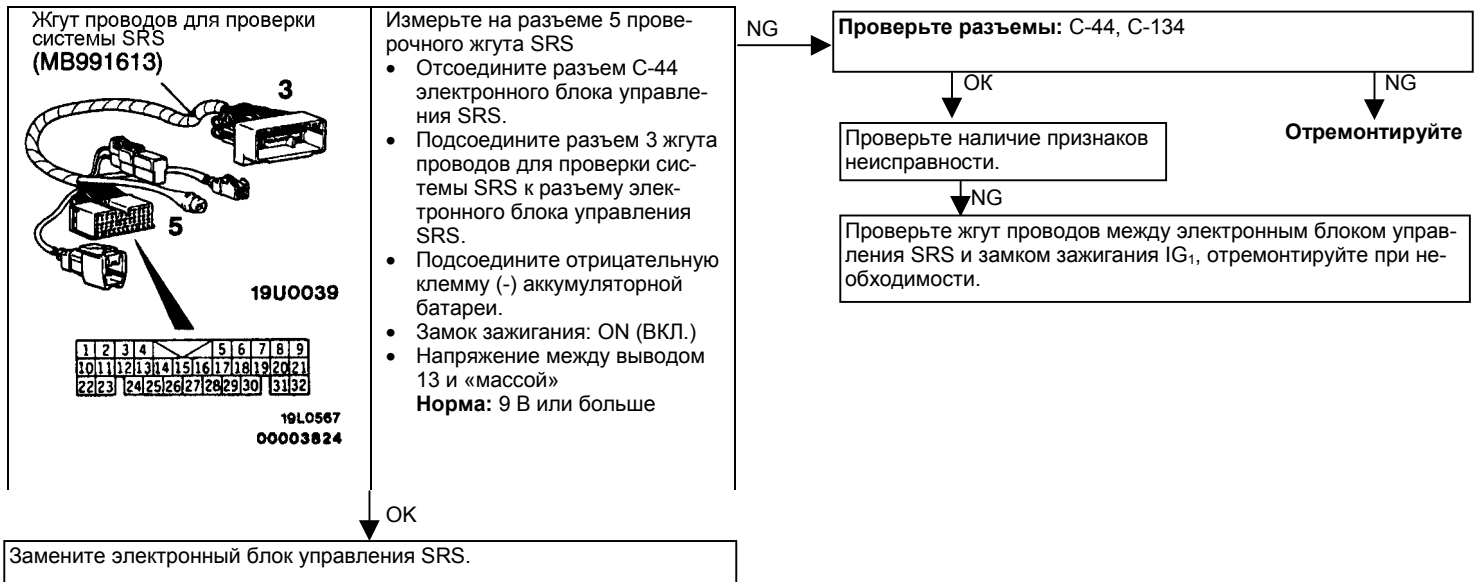 Жгут проводов для проверки
системы SRS
(MB991613)
3
5
19U0039
1 2 3 4 5 6 7 8 9
10 11 12 13 14 15 16 17 18 19 20 21
22 23 24 25 26 27 28 29 30 31 32
19L0567
00003824
Измерьте на разъеме 5 прове-
рочного жгута SRS
• Отсоедините разъем С-44
электронного блока управле-
ния SRS.
• Подсоедините разъем 3 жгута
проводов для проверки сис-
темы SRS к разъему элек-
тронного блока управления
SRS.
• Подсоедините отрицательную
клемму (-) аккумуляторной
батареи.
• Замок зажигания: ON (ВКЛ.)
• Напряжение между выводом
13 и «массой»
Норма: 9 В или больше
NG
Проверьте разъемы: С-44, С-134
ОК
NG
Проверьте наличие признаков
неисправности.
Отремонтируйте
NG
Проверьте жгут проводов между электронным блоком управ-
ления SRS и замком зажигания IG₁, отремонтируйте при не-
обходимости.
OK
Замените электронный блок управления SRS.